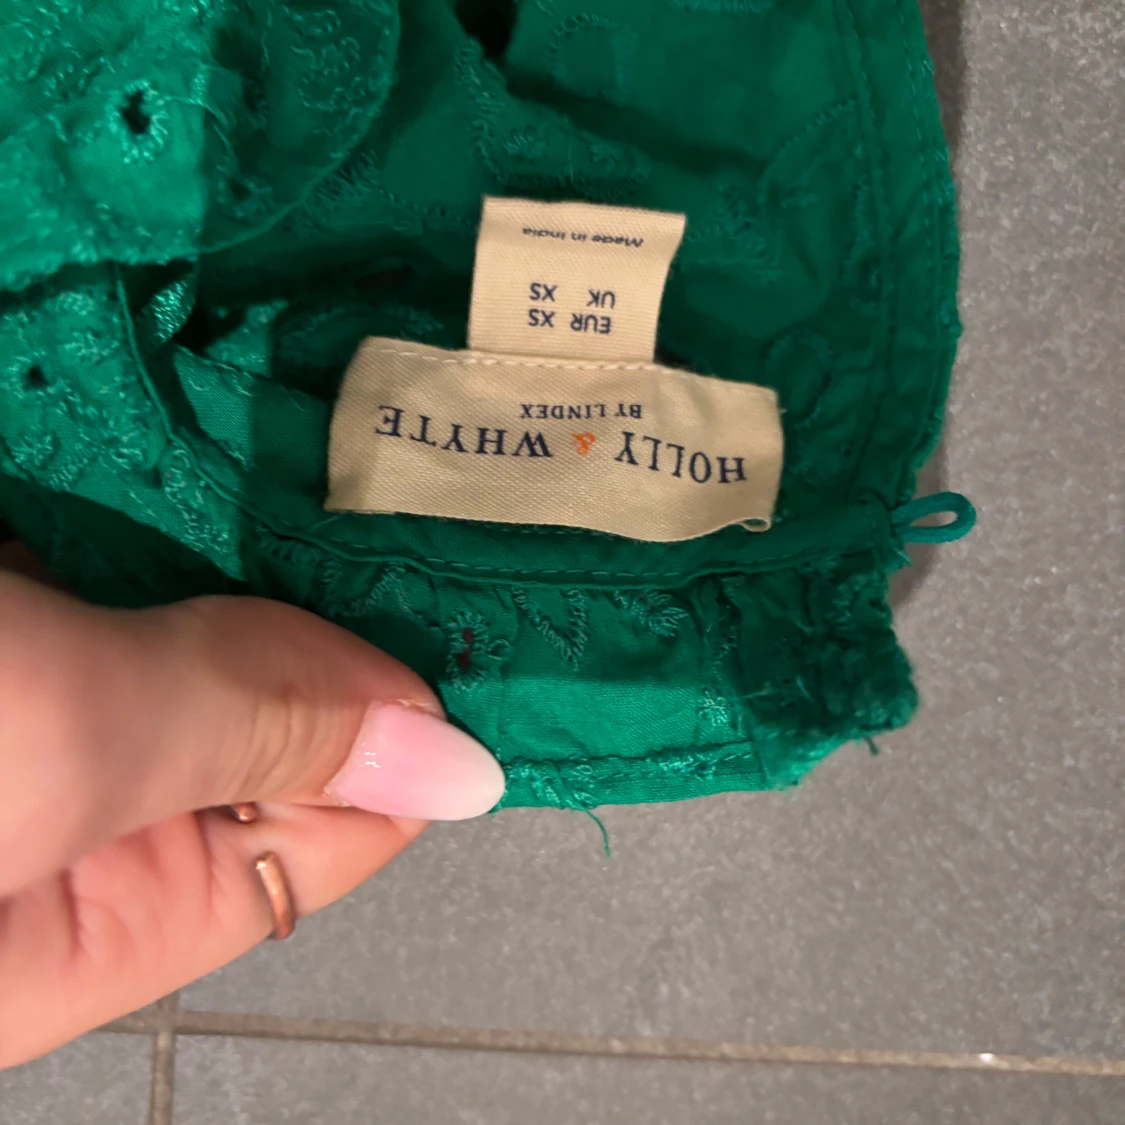 HOLLY & WHYTE
BY LINDEX
EUR XS
UK XS
Made in India